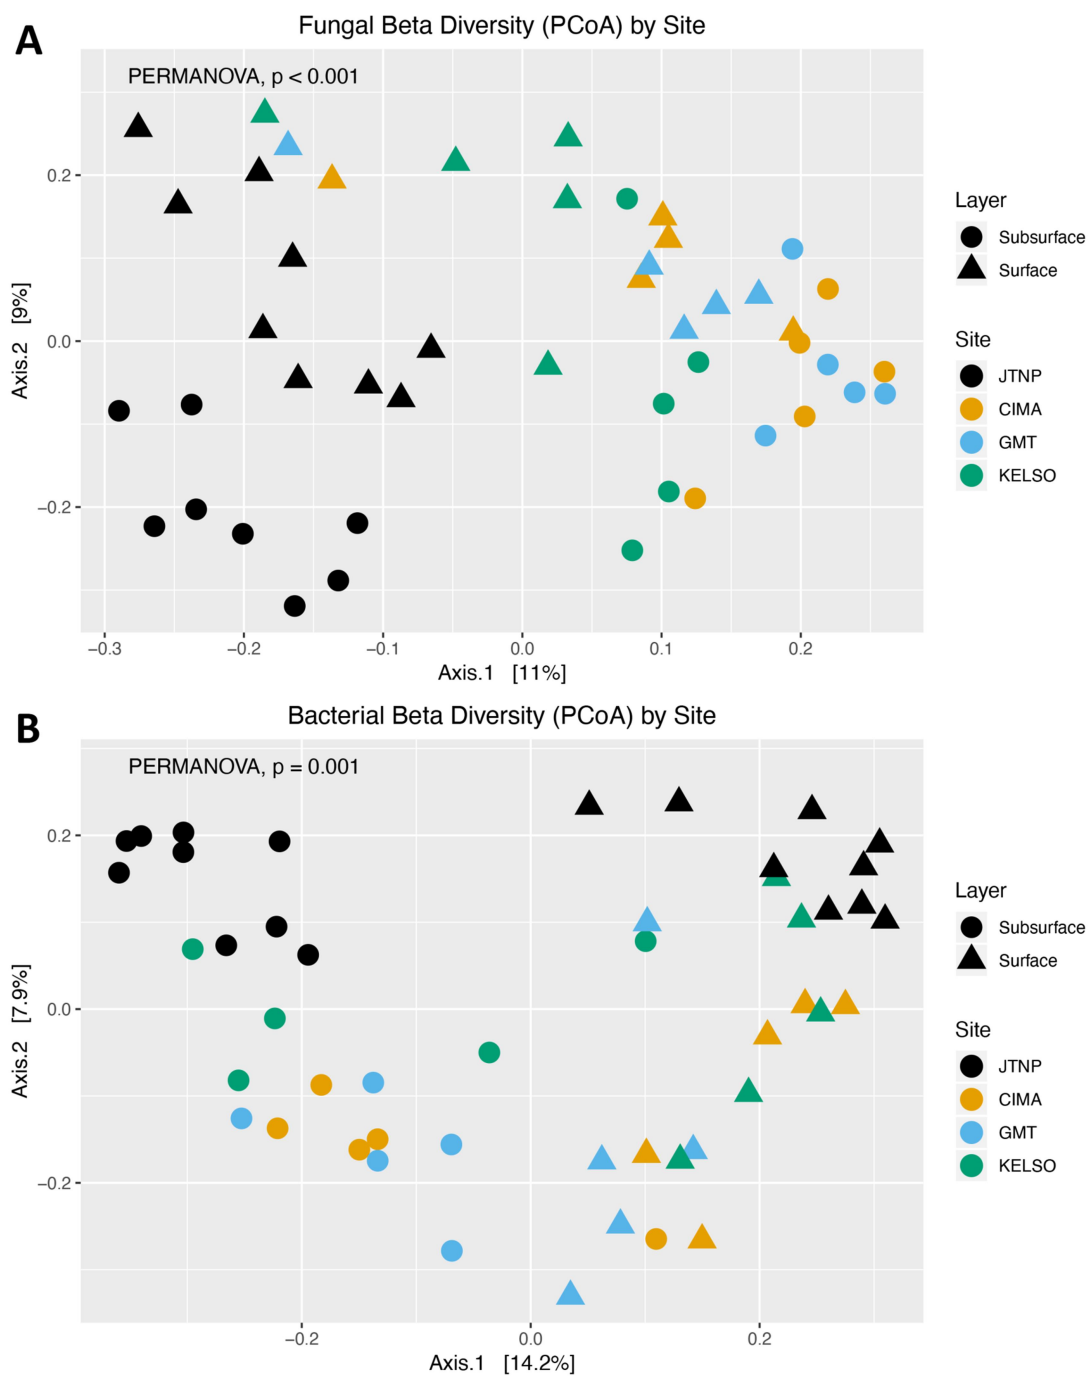 A
Fungal Beta Diversity (PCoA) by Site
PERMANOVA, p < 0.001
0.2
0.0
−0.2
Axis.2 [9%]
−0.3
−0.2
−0.1
0.0
0.1
0.2
Axis.1 [11%]
Layer
Subsurface
Surface
Site
JTNP
CIMA
GMT
KELSO
B
Bacterial Beta Diversity (PCoA) by Site
PERMANOVA, p = 0.001
0.2
0.0
−0.2
Axis.2 [7.9%]
−0.2
0.0
0.2
Axis.1 [14.2%]
Layer
Subsurface
Surface
Site
JTNP
CIMA
GMT
KELSO